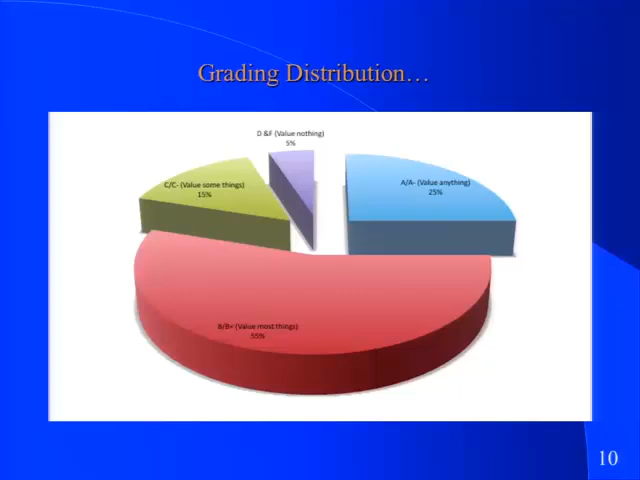 Grading Distribution…
D &F (Value nothing)
5%
C/C- (Value some things)
15%
A/A- (Value anything)
25%
B/B+ (Value most things)
55%
10